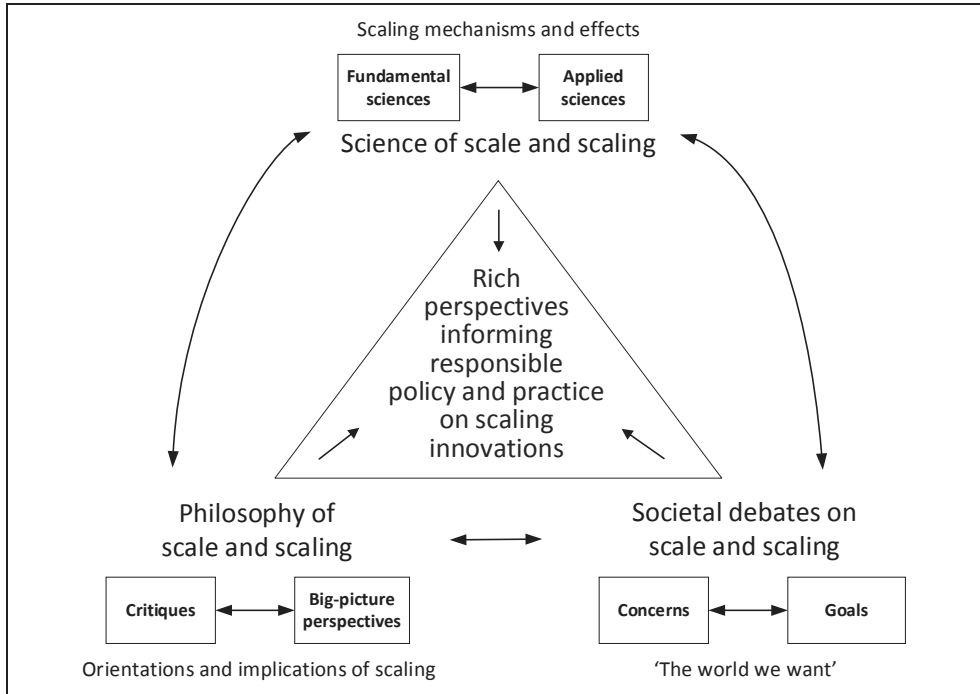 Scaling mechanisms and effects
Fundamental
sciences
Applied
sciences
Science of scale and scaling
Rich
perspectives
informing
responsible
policy and practice
on scaling
innovations
Philosophy of
scale and scaling
Critiques
Big-picture
perspectives
Orientations and implications of scaling
Societal debates on
scale and scaling
Concerns
Goals
‘The world we want’